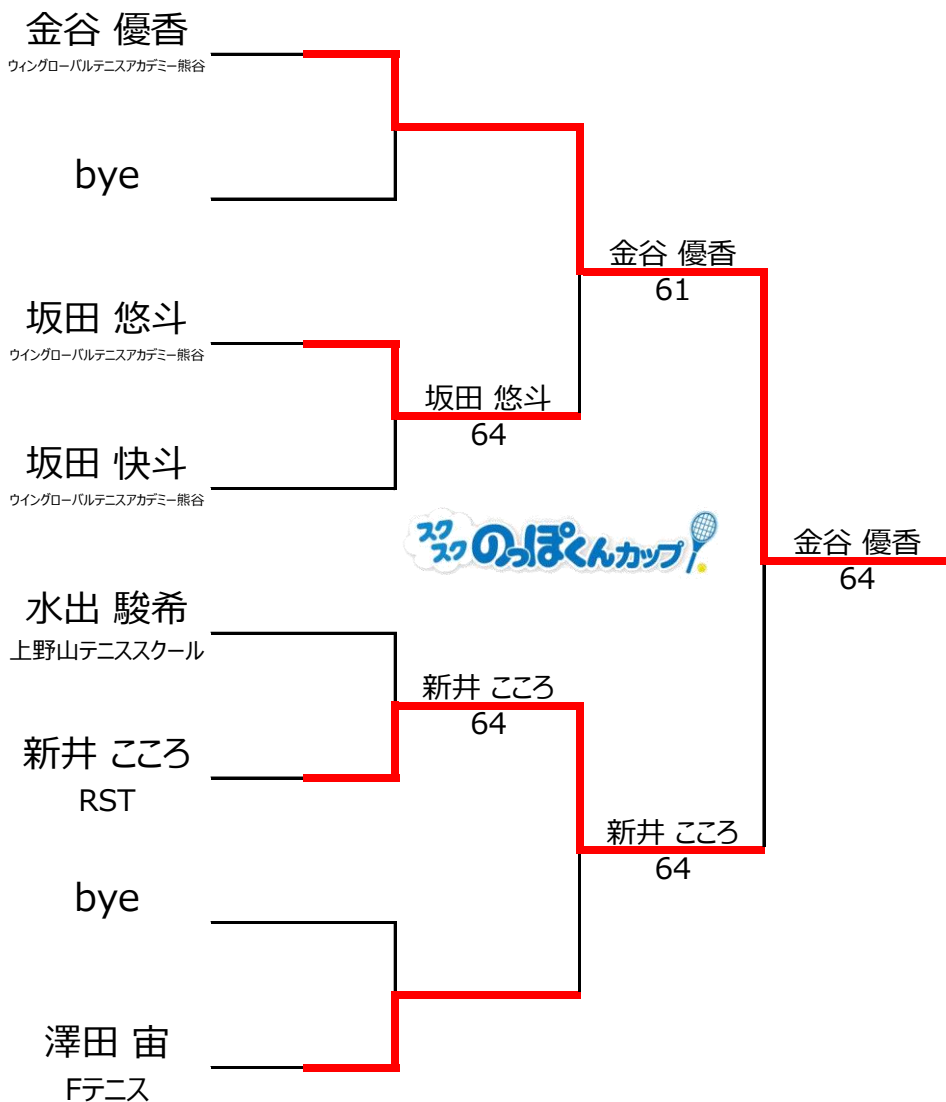 金谷 優香
ウィングローバルテニスアカデミー熊谷
bye
金谷 優香
61
坂田 悠斗
ウイングローバルテニスアカデミー熊谷
坂田 悠斗
64
坂田 快斗
ウイングローバルテニスアカデミー熊谷
スクスク のっぽくんカップ
金谷 優香
64
水出 駿希
上野山テニススクール
新井 こころ
64
新井 こころ
RST
新井 こころ
64
bye
澤田 宙
Fテニス